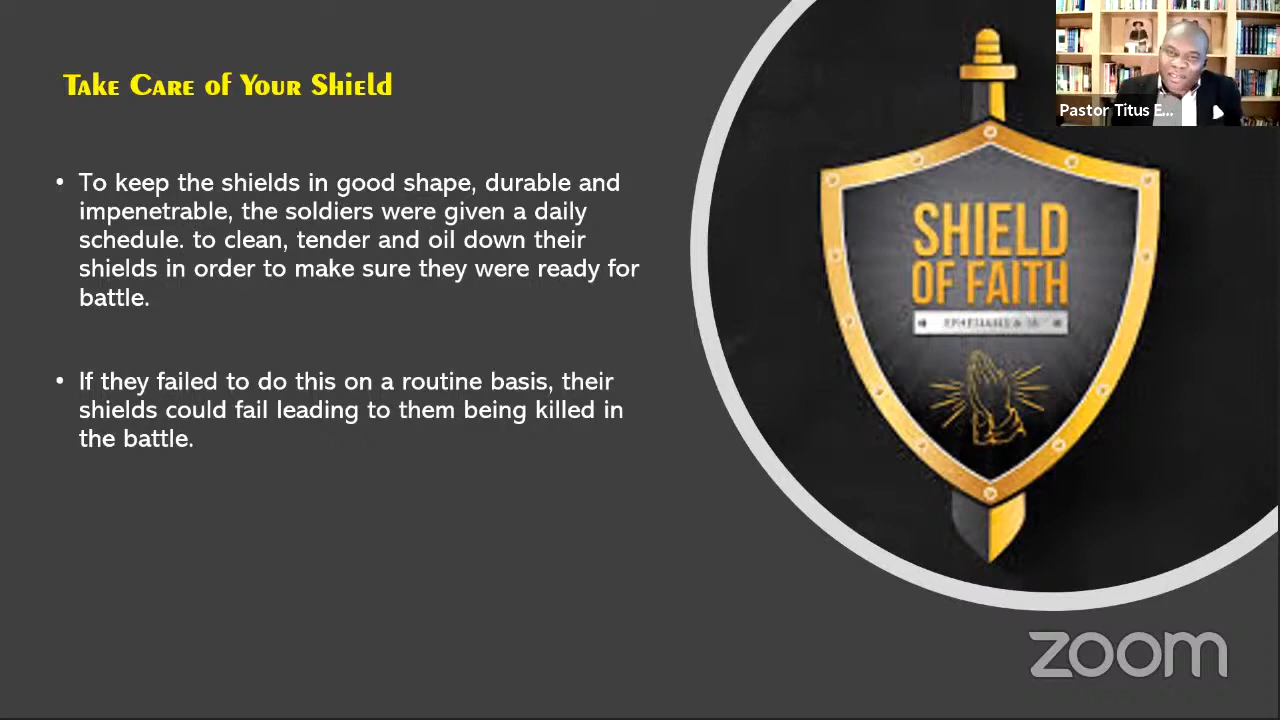 Take Care of Your Shield
• To keep the shields in good shape, durable and
impenetrable, the soldiers were given a daily
schedule. to clean, tender and oil down their
shields in order to make sure they were ready for
battle.
• If they failed to do this on a routine basis, their
shields could fail leading to them being killed in
the battle.
SHIELD
OF FAITH
EPHESIANS 6:16
Pastor Titus E...
zoom